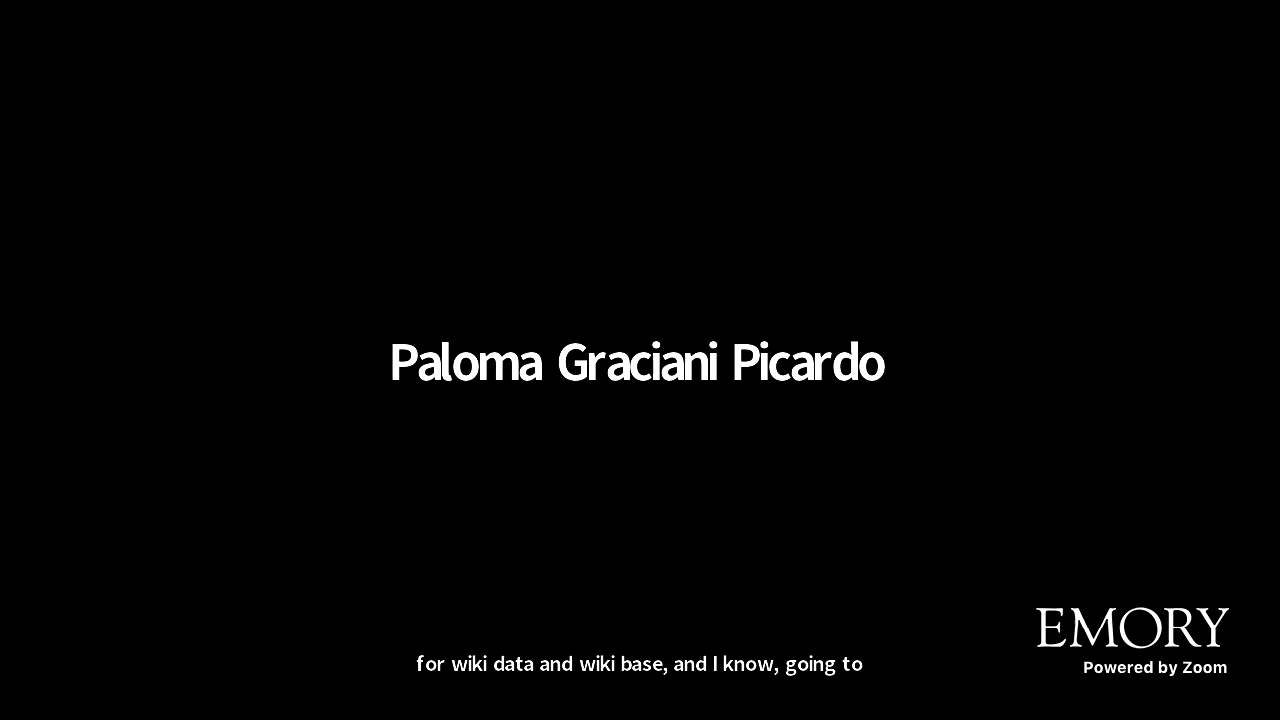 Paloma Graciani Picardo
EMORY
Powered by Zoom
for wiki data and wiki base, and I know, going to